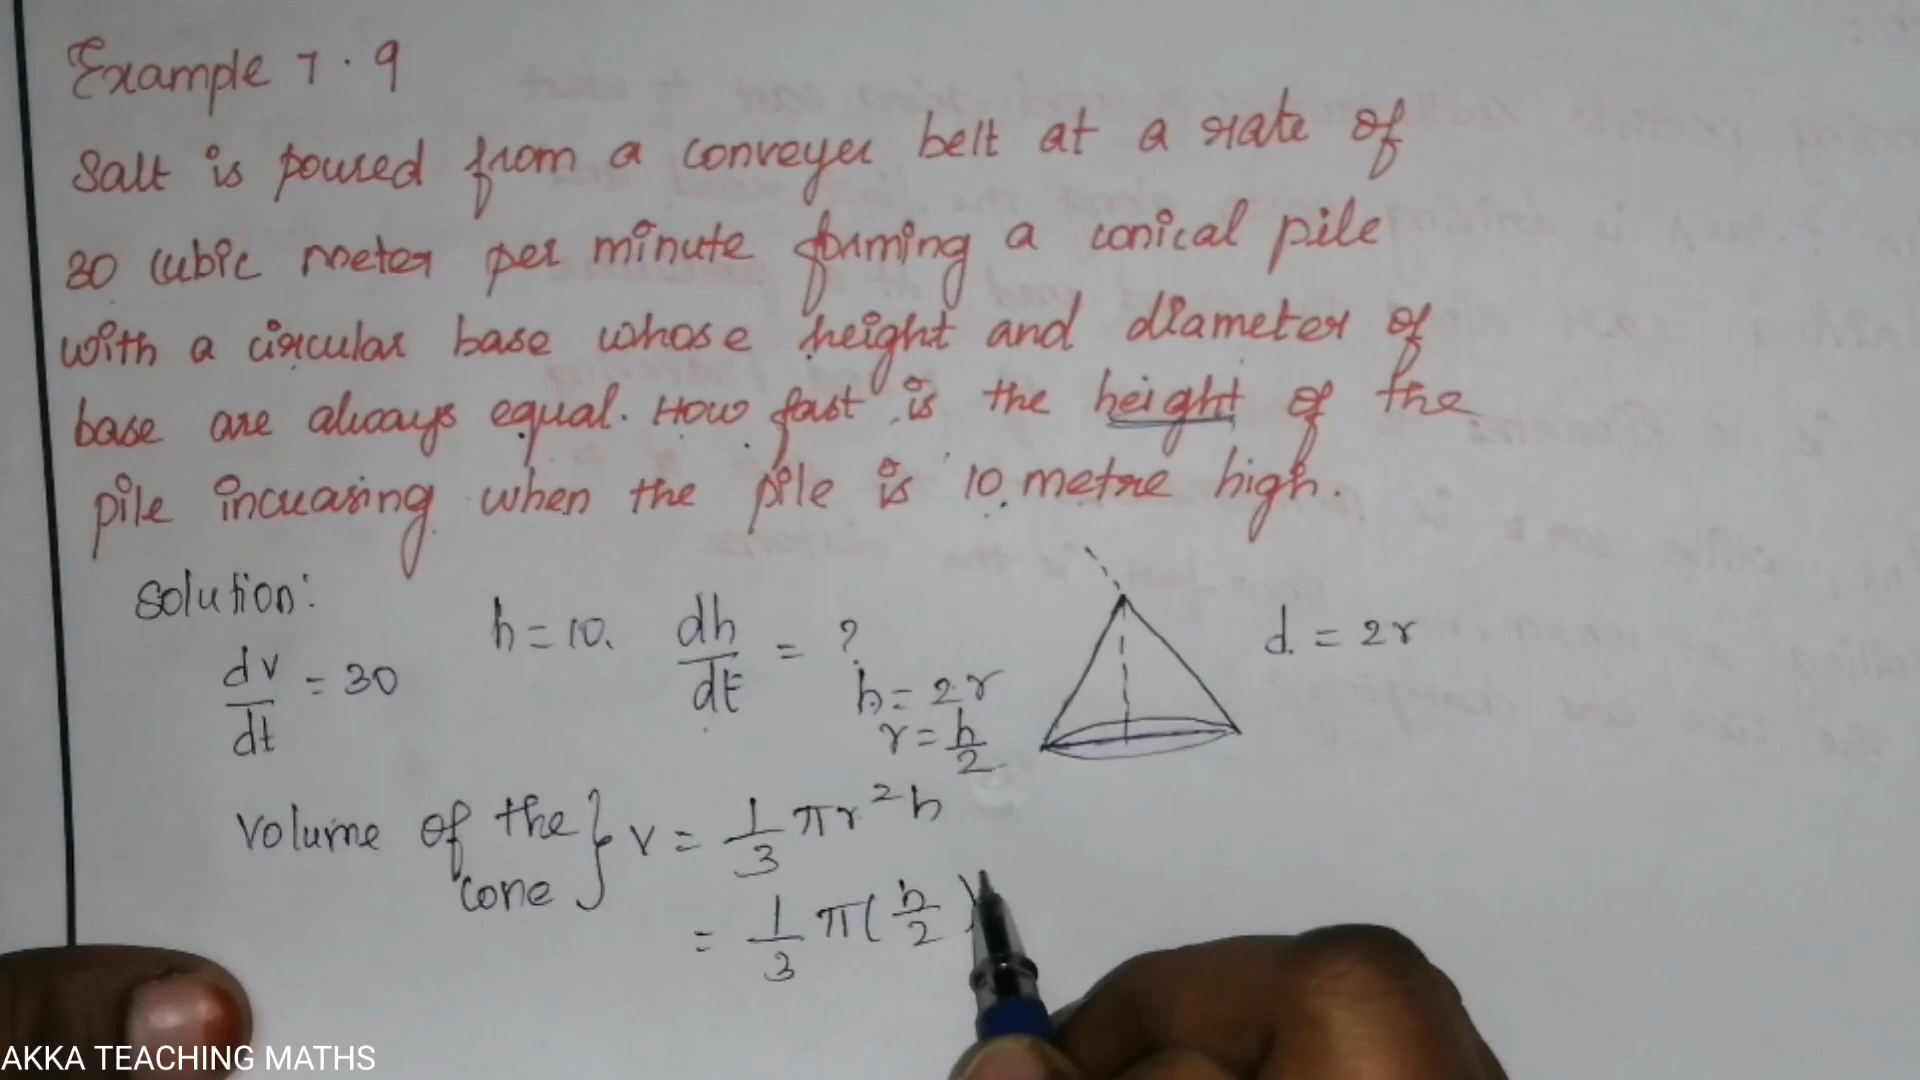 Example 7.9
Salt is poured from a conveyer belt at a rate of
30 cubic meter per minute forming a conical pile
with a circular base whose height and diameter of
base are always equal. How fast is the height of the
pile increasing when the pile is 10 metre high.
Solution:
dv/dt = 30
h = 10. dh/dt = ?
h = 2r
r = h/2
d = 2r
Volume of the cone } v = 1/3 πr²h
= 1/3 π(h/2)
AKKA TEACHING MATHS